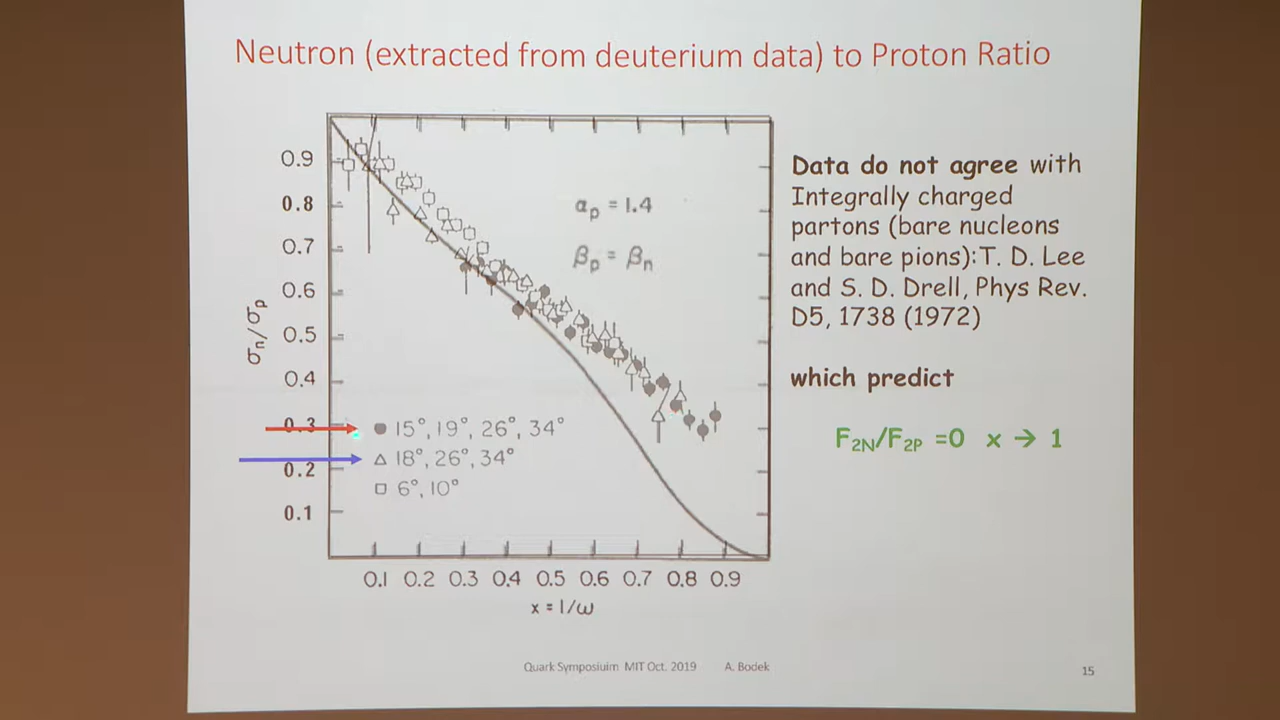 Neutron (extracted from deuterium data) to Proton Ratio
0.9
0.8
0.7
0.6
0.5
0.4
0.3
0.2
0.1
σn/σp
αp = 1.4
βp = βn
● 15°, 19°, 26°, 34°
△ 18°, 26°, 34°
□ 6°, 10°
0.1 0.2 0.3 0.4 0.5 0.6 0.7 0.8 0.9
x = 1/ω
Data do not agree with
Integrally charged
partons (bare nucleons
and bare pions):T. D. Lee
and S. D. Drell, Phys Rev.
D5, 1738 (1972)
which predict
F2N/F2P =0 x → 1
Quark Symposiuim MIT Oct. 2019 A. Bodek
15